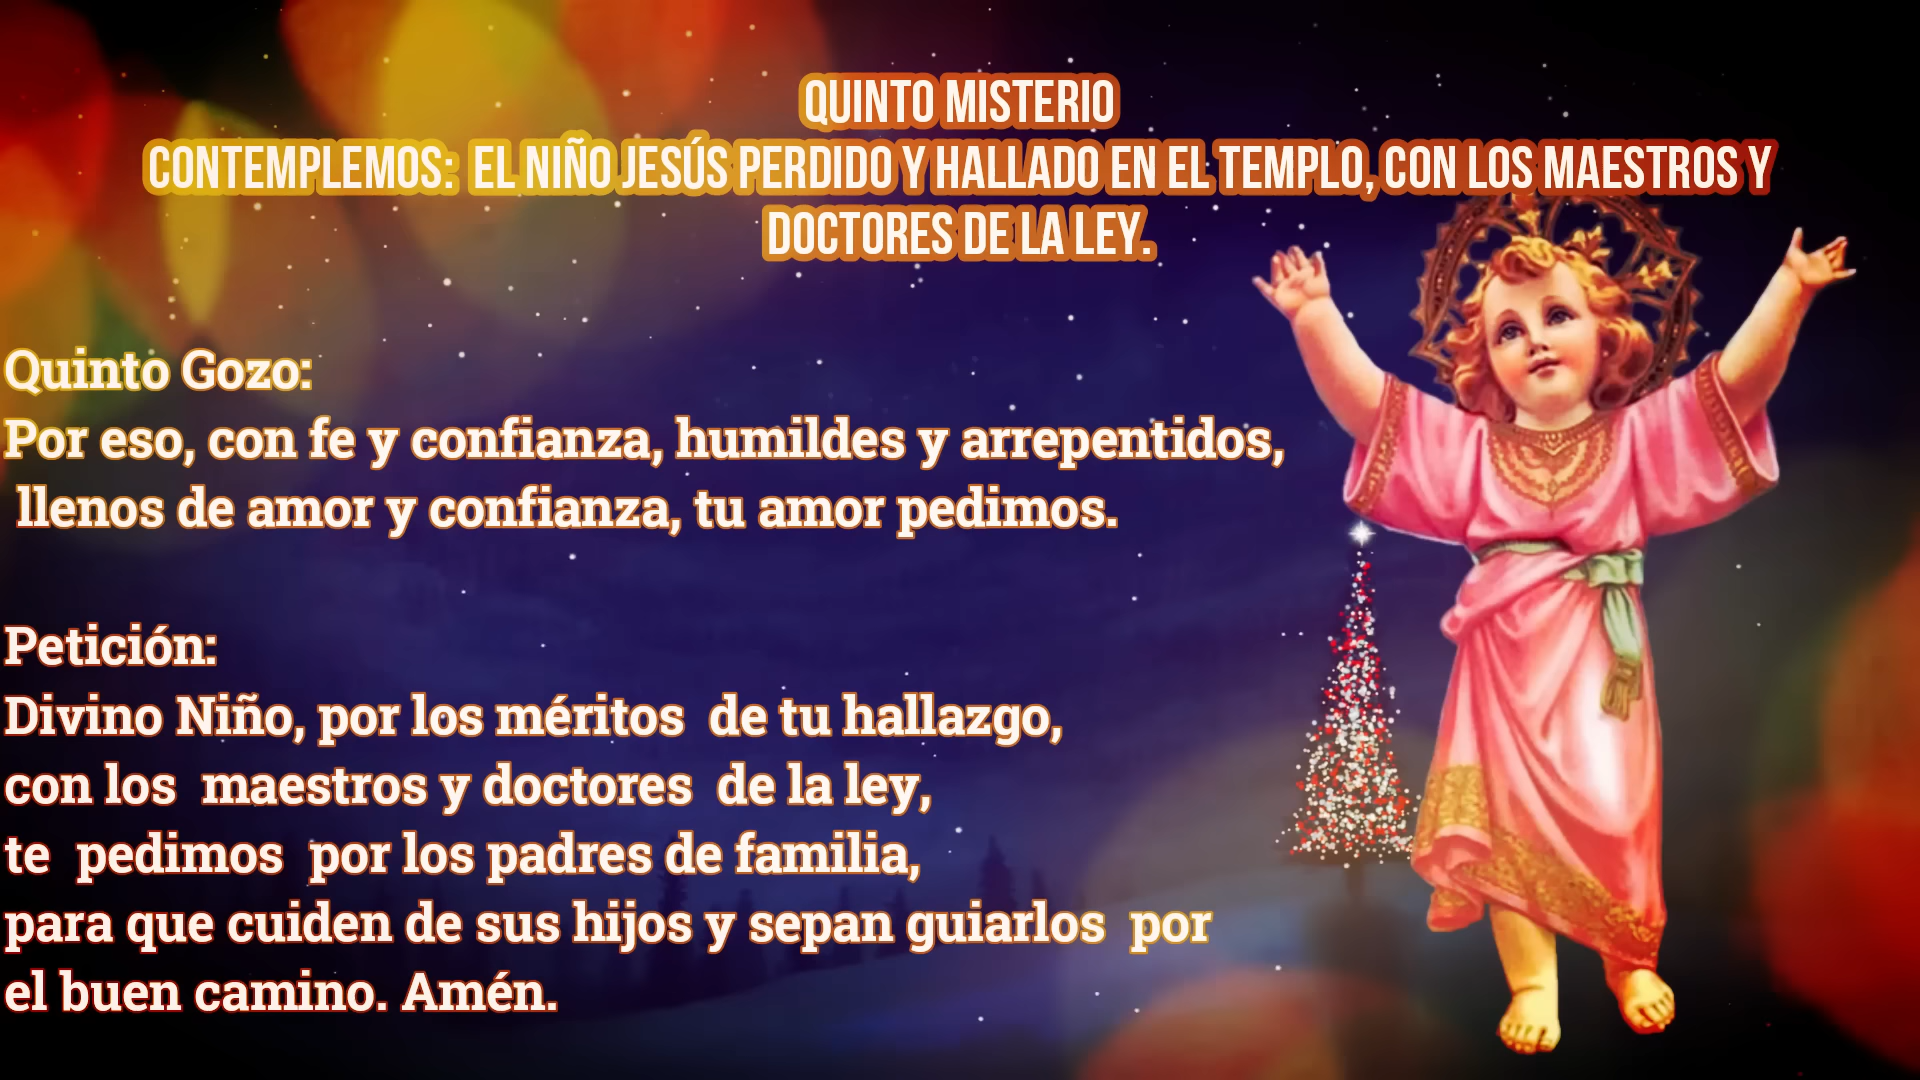 QUINTO MISTERIO
CONTEMPLEMOS: EL NIÑO JESÚS PERDIDO Y HALLADO EN EL TEMPLO, CON LOS MAESTROS Y
DOCTORES DE LA LEY.
Quinto Gozo:
Por eso, con fe y confianza, humildes y arrepentidos,
llenos de amor y confianza, tu amor pedimos.
Petición:
Divino Niño, por los méritos de tu hallazgo,
con los maestros y doctores de la ley,
te pedimos por los padres de familia,
para que cuiden de sus hijos y sepan guiarlos por
el buen camino. Amén.